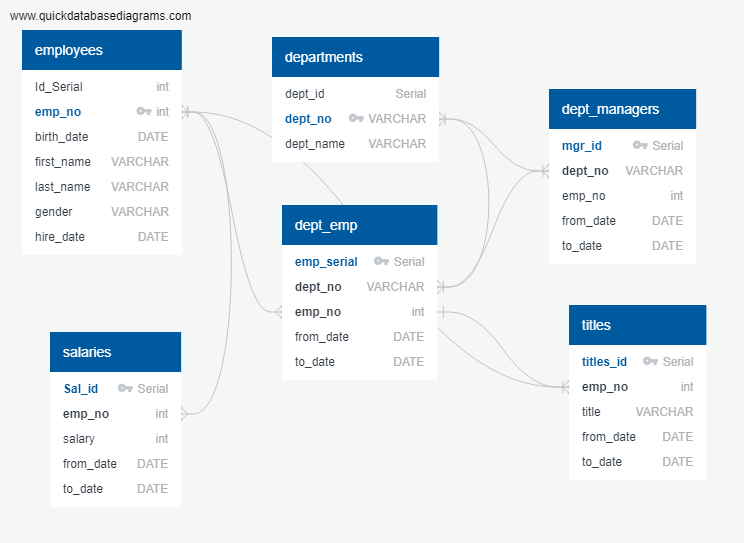 www.quickdatabasediagrams.com
employees
Id_Serial int
emp_no int
birth_date DATE
first_name VARCHAR
last_name VARCHAR
gender VARCHAR
hire_date DATE
departments
dept_id Serial
dept_no VARCHAR
dept_name VARCHAR
dept_managers
mgr_id Serial
dept_no VARCHAR
emp_no int
from_date DATE
to_date DATE
dept_emp
emp_serial Serial
dept_no VARCHAR
emp_no int
from_date DATE
to_date DATE
salaries
Sal_id Serial
emp_no int
salary int
from_date DATE
to_date DATE
titles
titles_id Serial
emp_no int
title VARCHAR
from_date DATE
to_date DATE